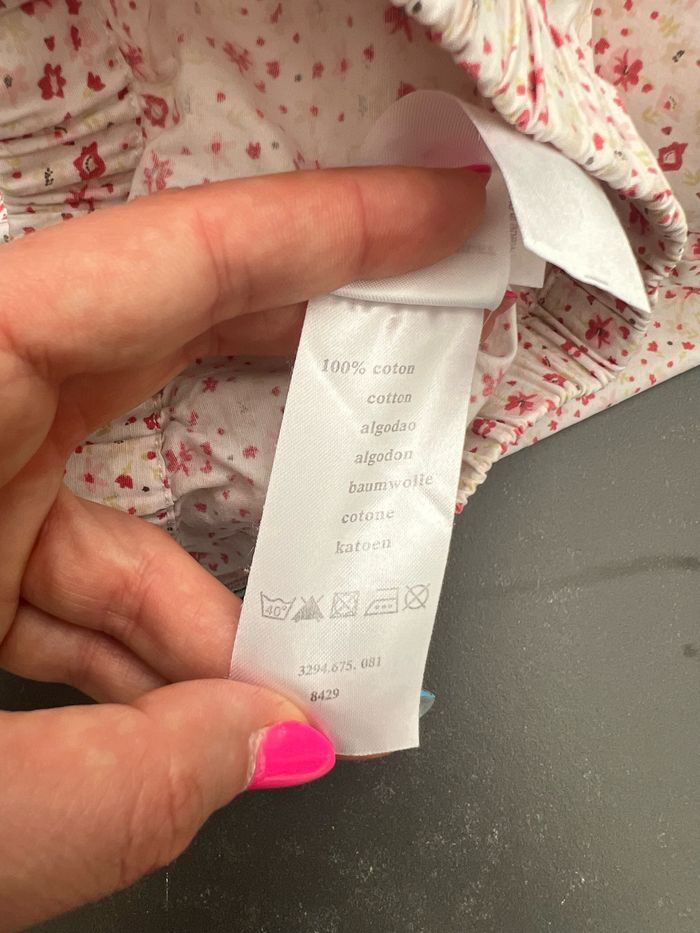 100% coton
cotton
algodao
algodon
baumwolle
cotone
katoen
40°
3294.675. 081
8429